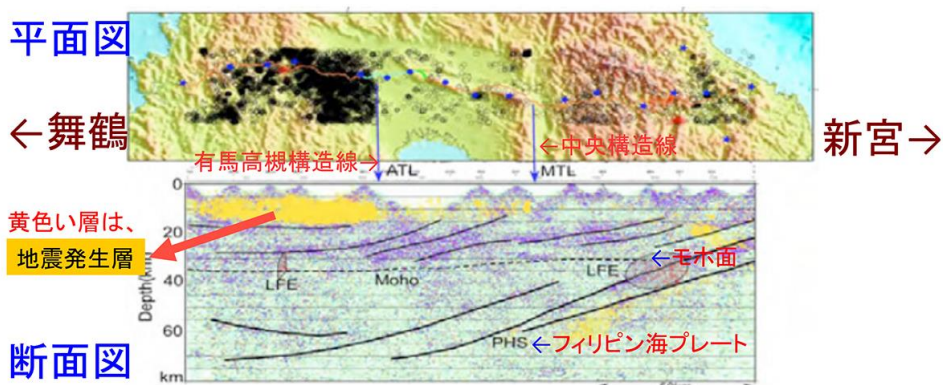 平面図
←舞鶴
新宮→
有馬高槻構造線→
←中央構造線
ATL
MTL
黄色い層は、
地震発生層
0
20
40
60
km
Depth(km)
LFE
Moho
LFE
←モホ面
PHS
←フィリピン海プレート
断面図